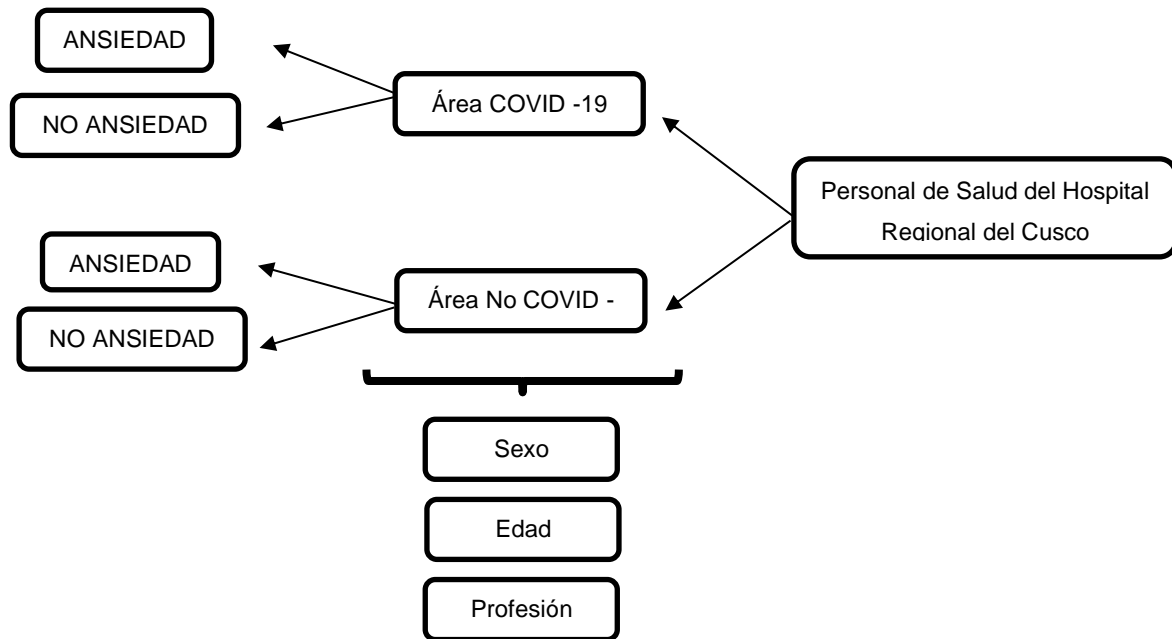 ANSIEDAD
NO ANSIEDAD
Área COVID -19
Personal de Salud del Hospital
Regional del Cusco
ANSIEDAD
NO ANSIEDAD
Área No COVID -
Sexo
Edad
Profesión